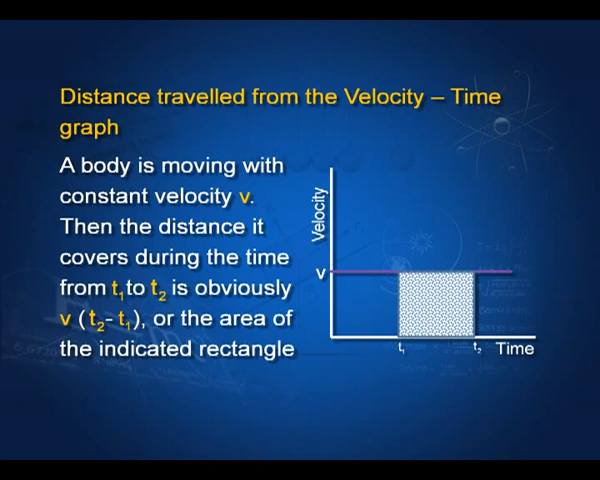 Distance travelled from the Velocity – Time
graph
A body is moving with
constant velocity v.
Then the distance it
covers during the time
from t₁ to t₂ is obviously
v (t₂- t₁), or the area of
the indicated rectangle
Velocity
v
t₁
t₂
Time